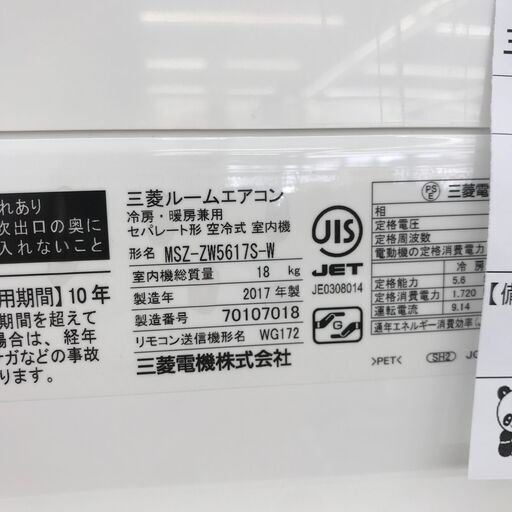 れあり
欠出口の奥に
入れないこと
用期間】10年
期間を超えて
場合は、経年
ナガなどの事故
ります。
三菱ルームエアコン
冷房・暖房兼用
セパレート形 空冷式 室内機
形名 MSZ-ZW5617S-W
室内機総質量 18 kg
製造年 2017 年製
製造番号 70107018
リモコン送信機形名 WG172
三菱電機株式会社
JIS
JET
JE0308014
PS
E
三菱電
相
定格電圧
定格周波数
電動機の定格消費電力
冷 房
定格能力 5.6
定格消費電力 1.720
運転電流 9.14
通年エネルギー消費効率
>PET<
SH2
【備